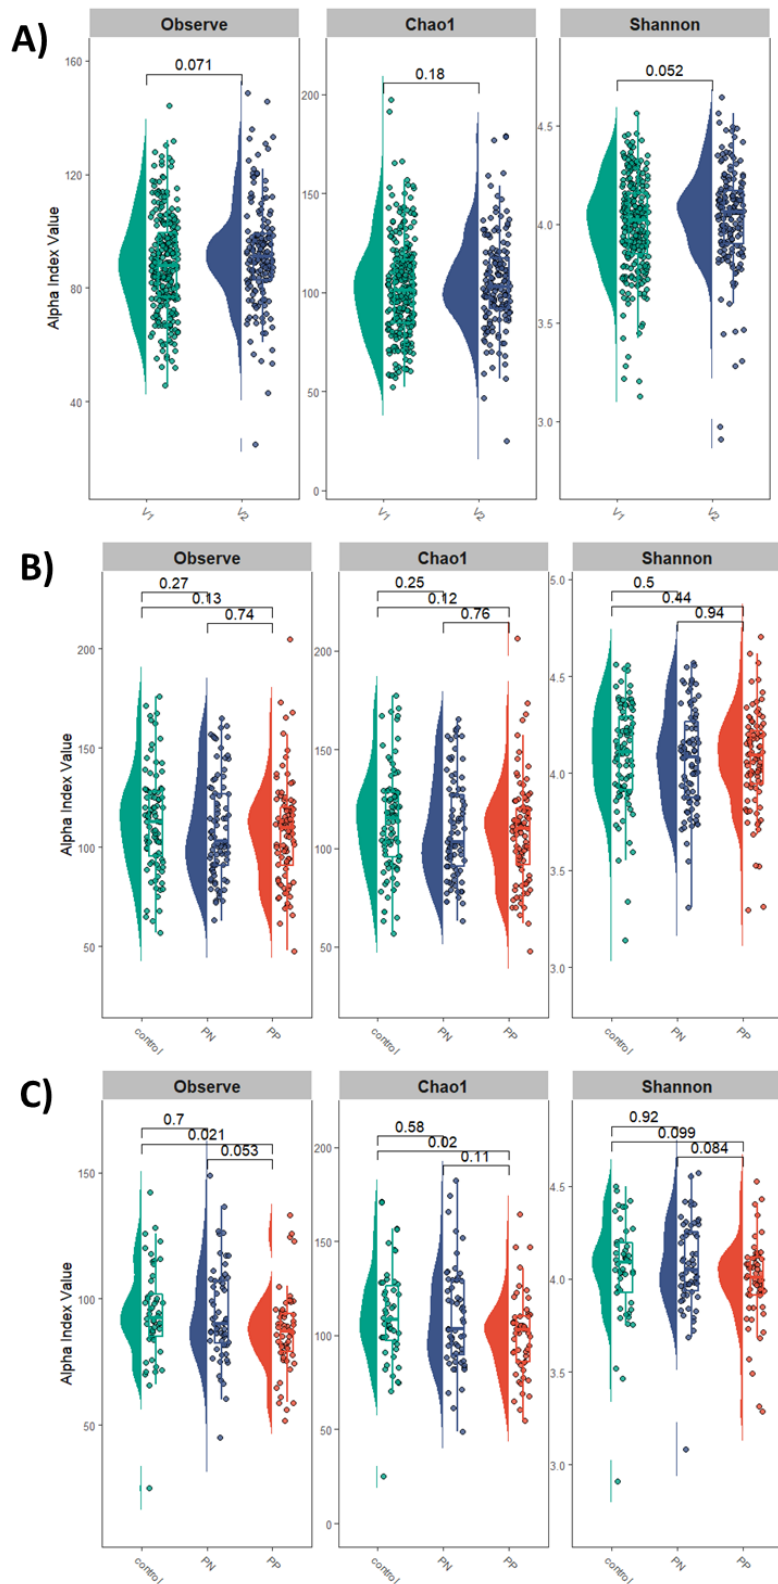 A)
Observe Chao1 Shannon
0.071 0.18 0.052
Alpha Index Value
160
120
80
40
200
150
100
50
0
4.5
4.0
3.5
3.0
V1 V2 V1 V2 V1 V2
B)
Observe Chao1 Shannon
0.27 0.25 0.5
0.13 0.12 0.44
0.74 0.76 0.94
Alpha Index Value
200
150
100
50
200
150
100
50
5.0
4.5
4.0
3.5
3.0
control PN PP control PN PP control PN PP
C)
Observe Chao1 Shannon
0.7 0.58 0.92
0.021 0.02 0.099
0.053 0.11 0.084
Alpha Index Value
150
100
50
200
150
100
50
0
4.5
4.0
3.5
3.0
control PN PP control PN PP control PN PP